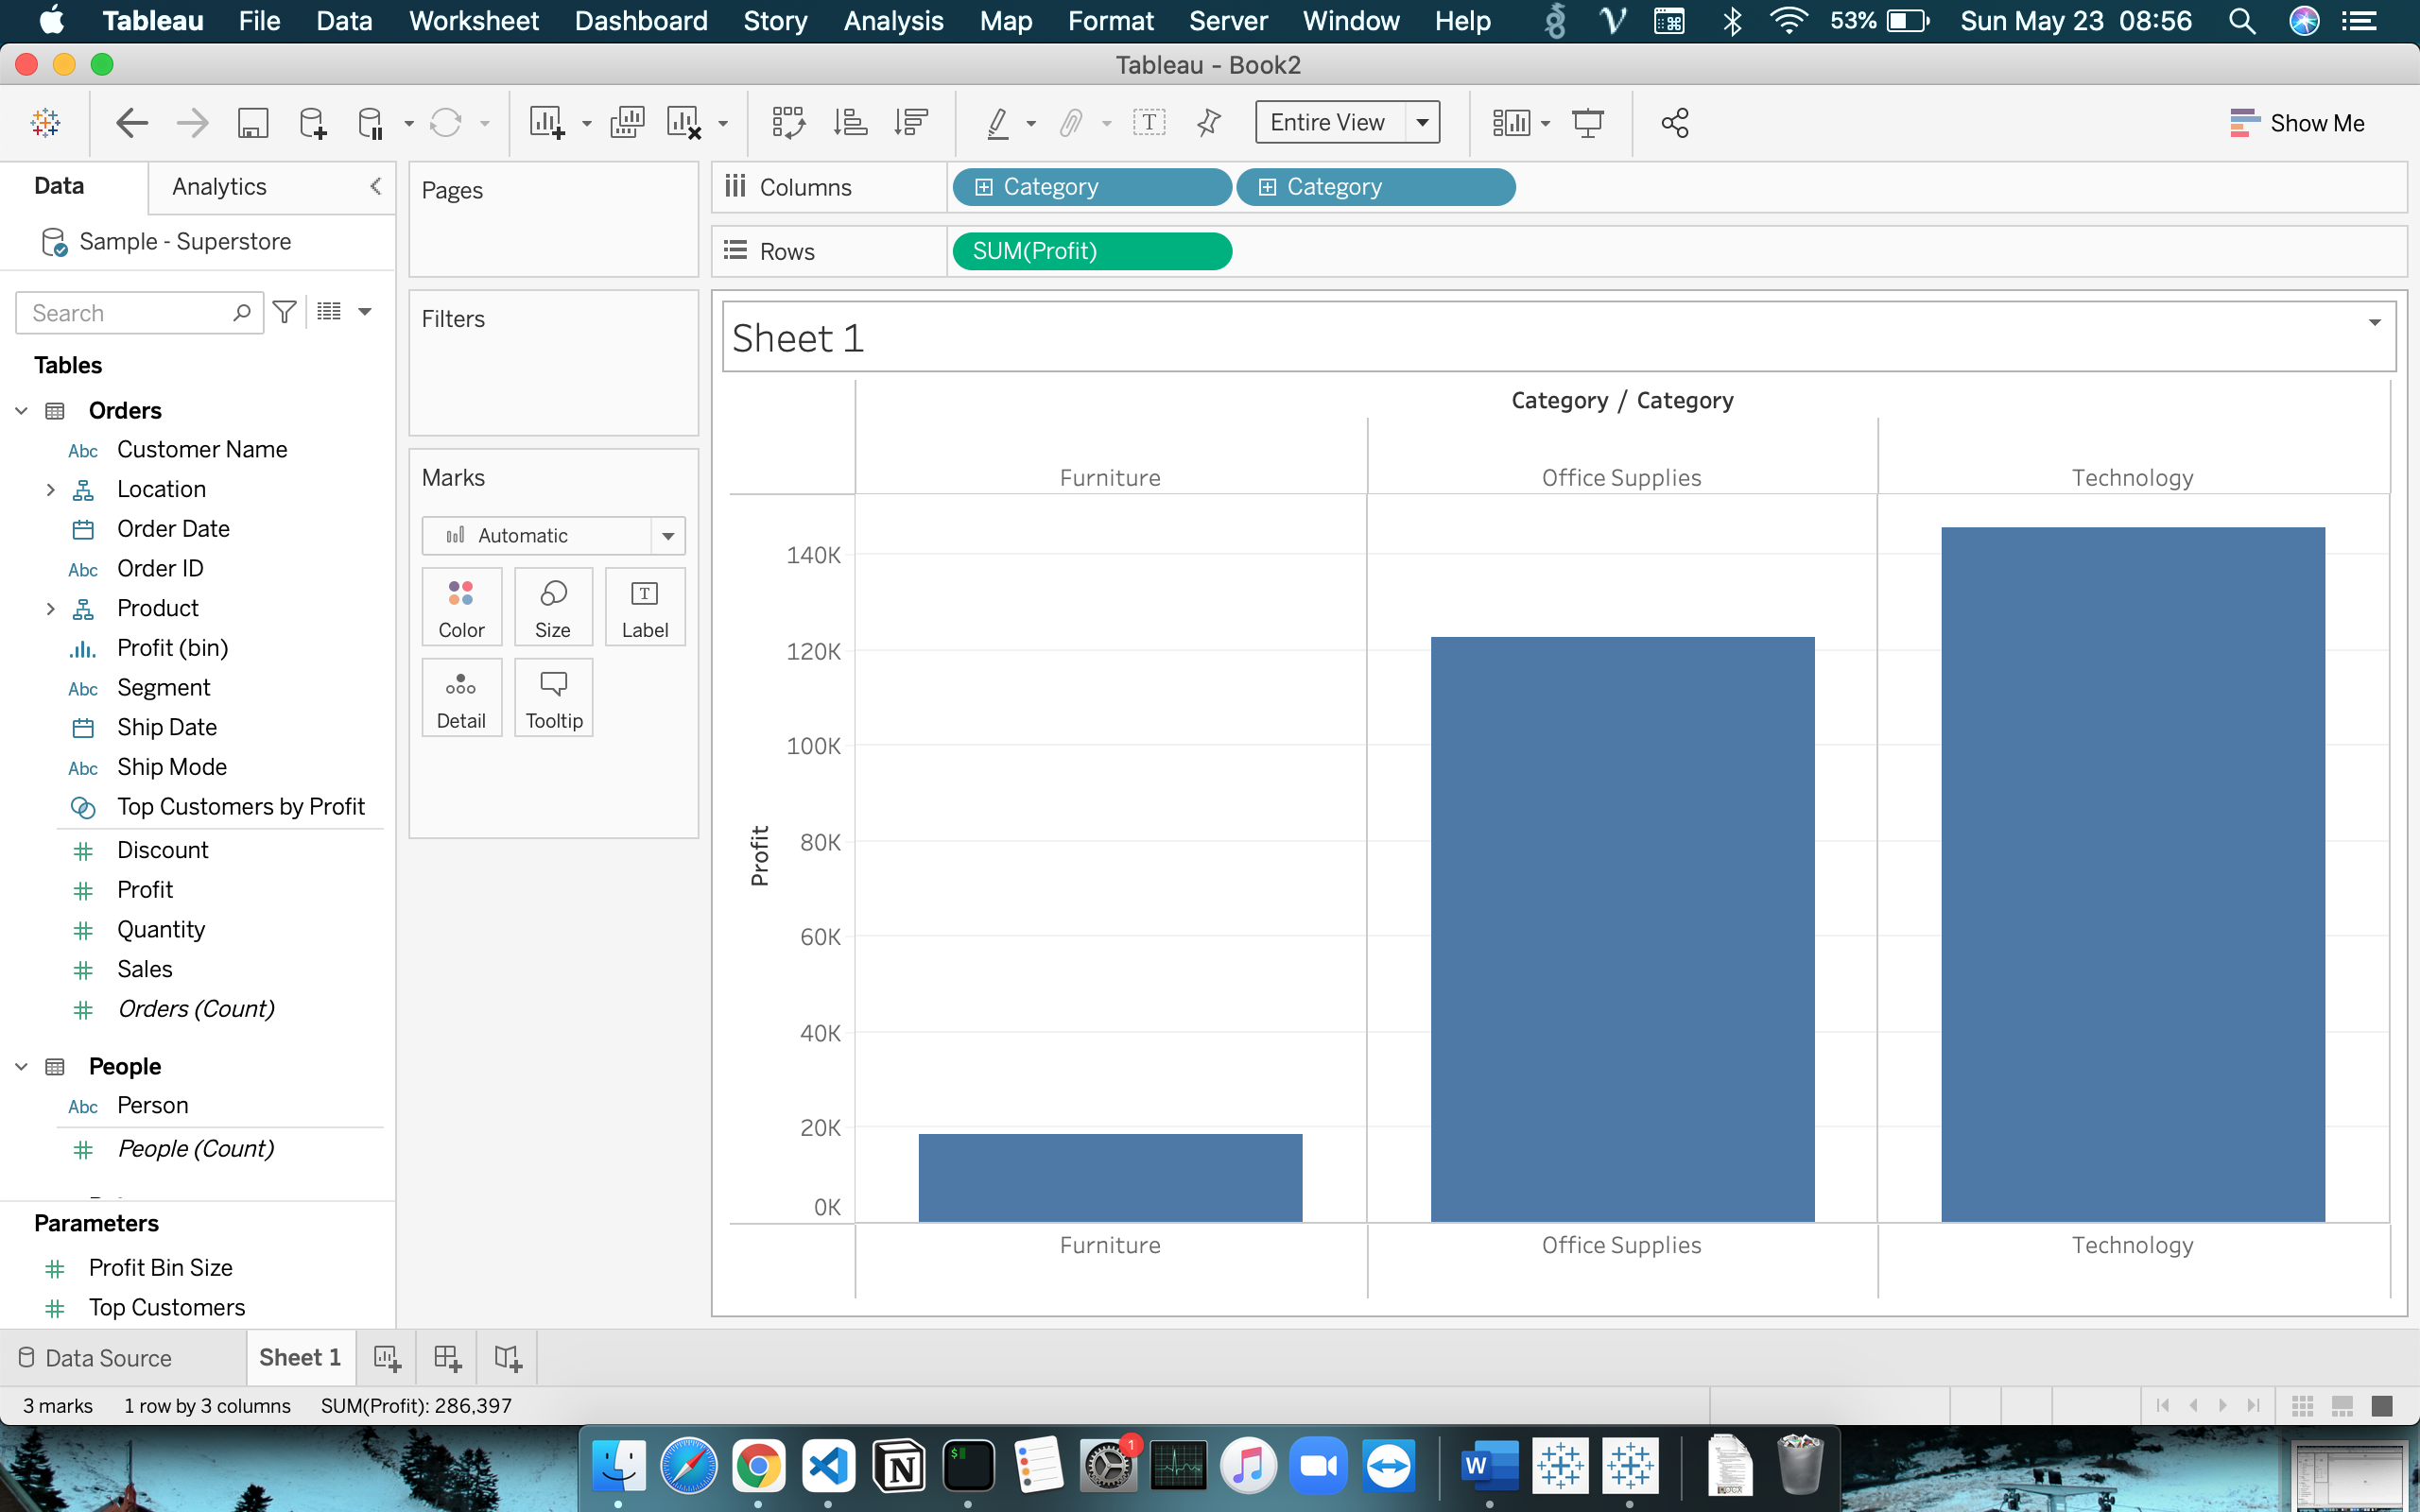 Tableau File Data Worksheet Dashboard Story Analysis Map Format Server Window Help 53% Sun May 23 08:56
Tableau - Book2
Entire View Show Me
Data Analytics
Sample - Superstore
Search
Tables
Orders
Abc Customer Name
Location
Order Date
Abc Order ID
Product
Profit (bin)
Abc Segment
Ship Date
Abc Ship Mode
Top Customers by Profit
Discount
Profit
Quantity
Sales
Orders (Count)
People
Abc Person
People (Count)
Parameters
Profit Bin Size
Top Customers
Pages
Filters
Marks
Automatic
Color Size Label
Detail Tooltip
Columns Category Category
Rows SUM(Profit)
Sheet 1
Category / Category
Furniture Office Supplies Technology
140K
120K
100K
80K
60K
40K
20K
0K
Profit
Furniture Office Supplies Technology
Data Source Sheet 1
3 marks 1 row by 3 columns SUM(Profit): 286,397
1
W